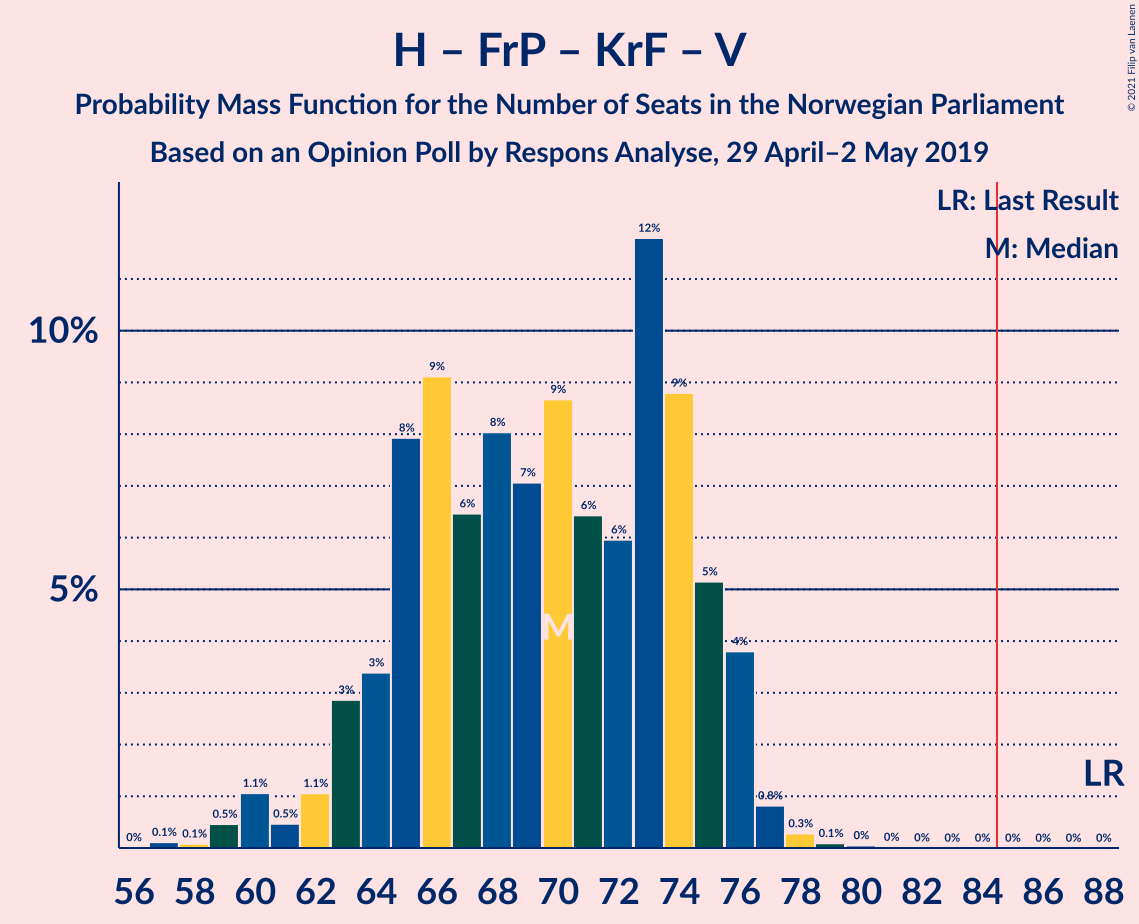 H – FrP – KrF – V
Probability Mass Function for the Number of Seats in the Norwegian Parliament
Based on an Opinion Poll by Respons Analyse, 29 April–2 May 2019
© 2021 Filip van Laenen
LR: Last Result
M: Median
10%
5%
0% 0.1% 0.1% 0.5% 1.1% 0.5% 1.1% 3% 3% 8% 9% 6% 8% 7% 9% 6% 6% 12% 9% 5% 4% 0.8% 0.3% 0.1% 0% 0% 0% 0% 0% 0% 0% 0% 0%
M
LR
56 58 60 62 64 66 68 70 72 74 76 78 80 82 84 86 88